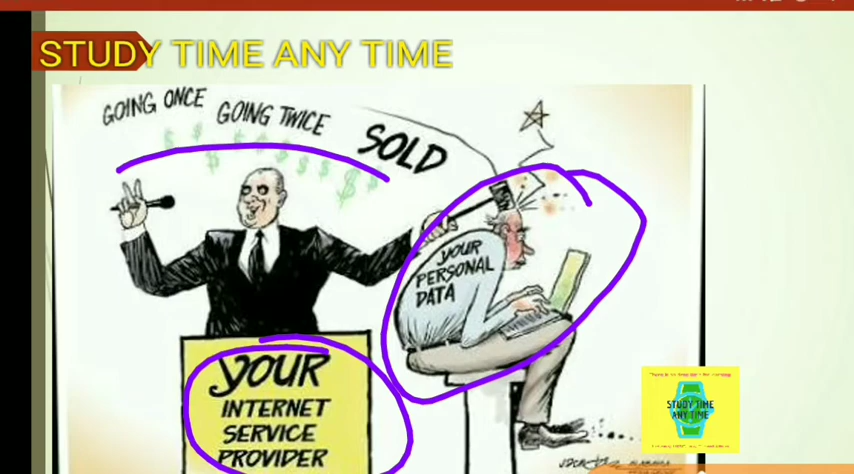 STUDY TIME ANY TIME
GOING ONCE
GOING TWICE
SOLD
YOUR
PERSONAL
DATA
YOUR
INTERNET
SERVICE
PROVIDER
STUDY TIME
ANY TIME